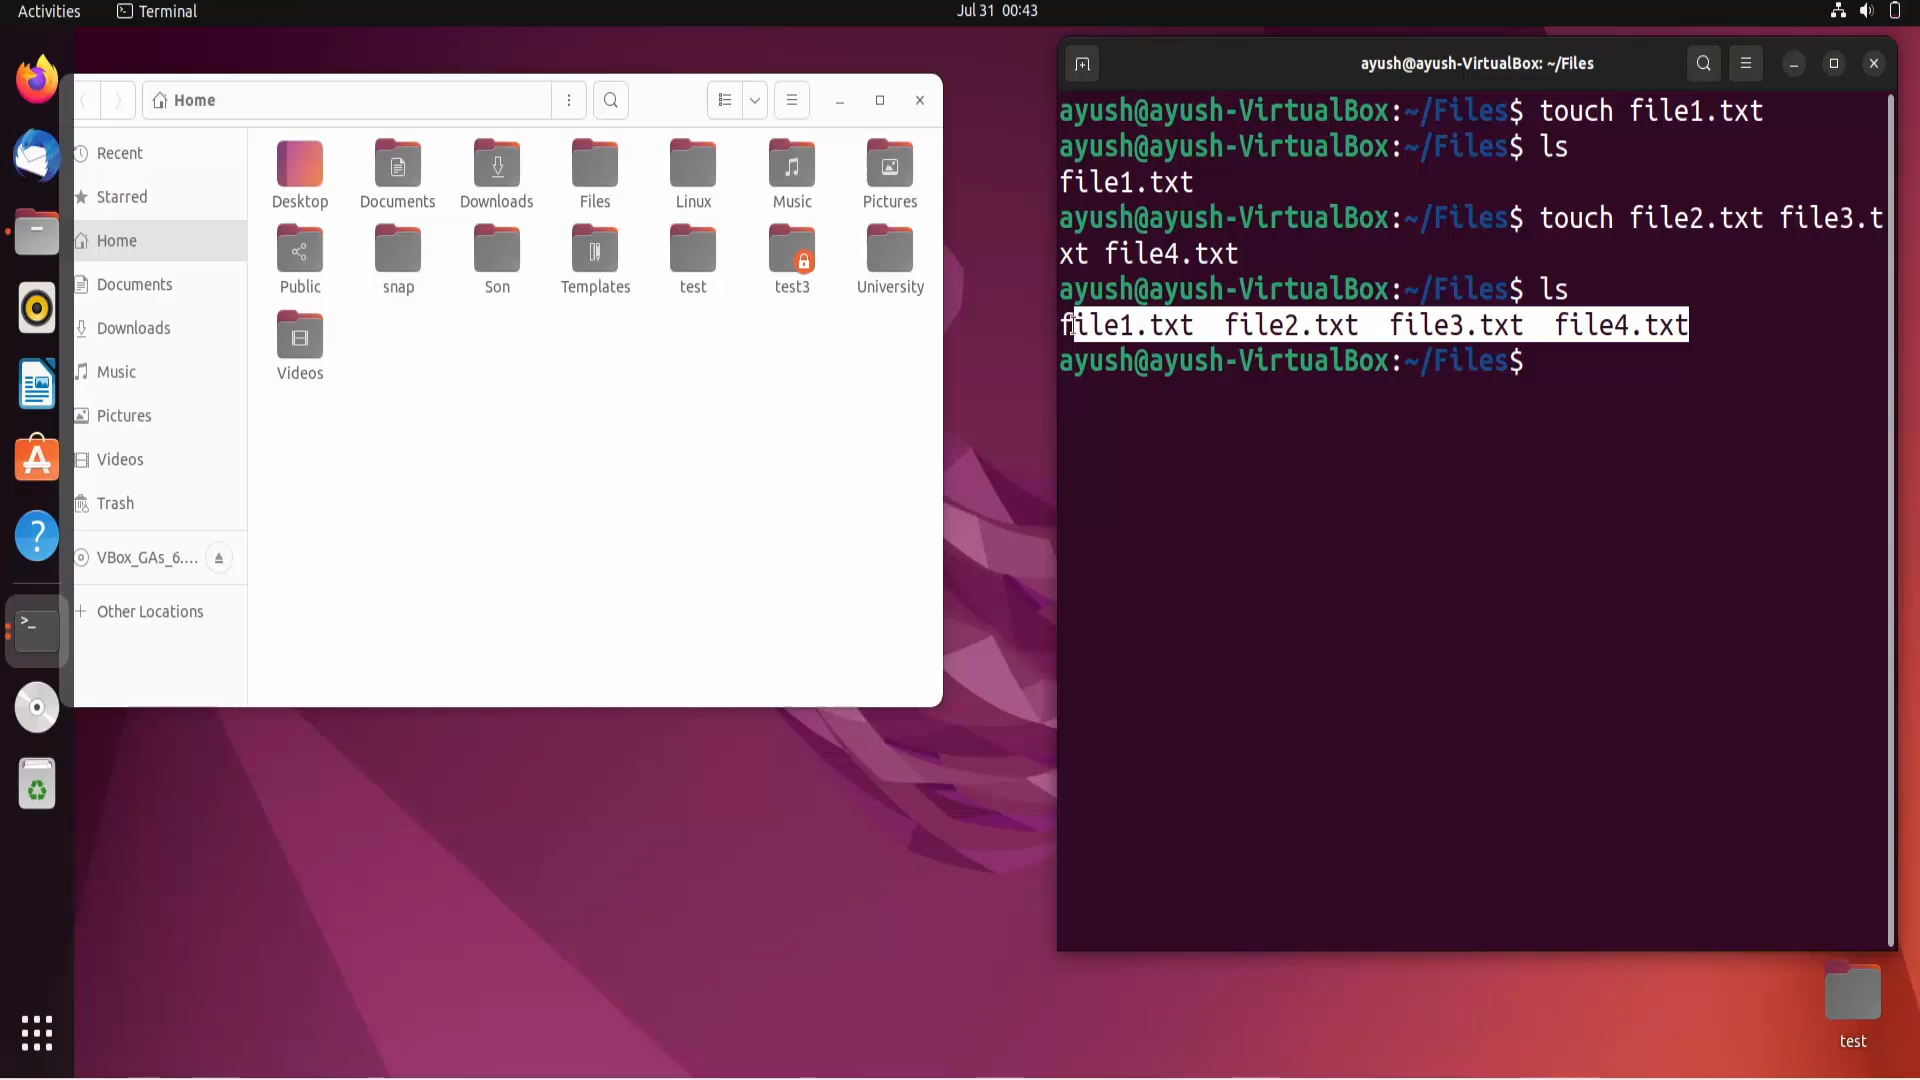 Activities Terminal Jul 31 00:43
Home
Recent
Starred
Home
Documents
Downloads
Music
Pictures
Videos
Trash
VBox_GAs_6....
Other Locations
Desktop Documents Downloads Files Linux Music Pictures
Public snap Son Templates test test3 University
Videos
ayush@ayush-VirtualBox: ~/Files
ayush@ayush-VirtualBox:~/Files$ touch file1.txt
ayush@ayush-VirtualBox:~/Files$ ls
file1.txt
ayush@ayush-VirtualBox:~/Files$ touch file2.txt file3.t
xt file4.txt
ayush@ayush-VirtualBox:~/Files$ ls
file1.txt file2.txt file3.txt file4.txt
ayush@ayush-VirtualBox:~/Files$
test